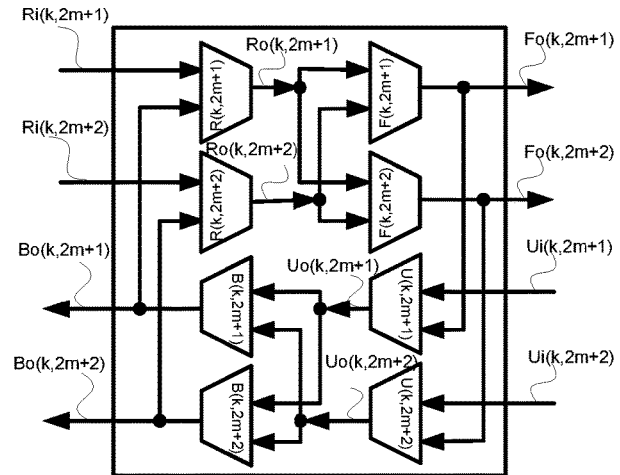 Ri(k,2m+1)
Ro(k,2m+1)
Fo(k,2m+1)
R(k,2m+1)
F(k,2m+1)
Ri(k,2m+2)
Ro(k,2m+2)
Fo(k,2m+2)
R(k,2m+2)
F(k,2m+2)
Bo(k,2m+1)
Uo(k,2m+1)
Ui(k,2m+1)
B(k,2m+1)
U(k,2m+1)
Bo(k,2m+2)
Uo(k,2m+2)
Ui(k,2m+2)
B(k,2m+2)
U(k,2m+2)